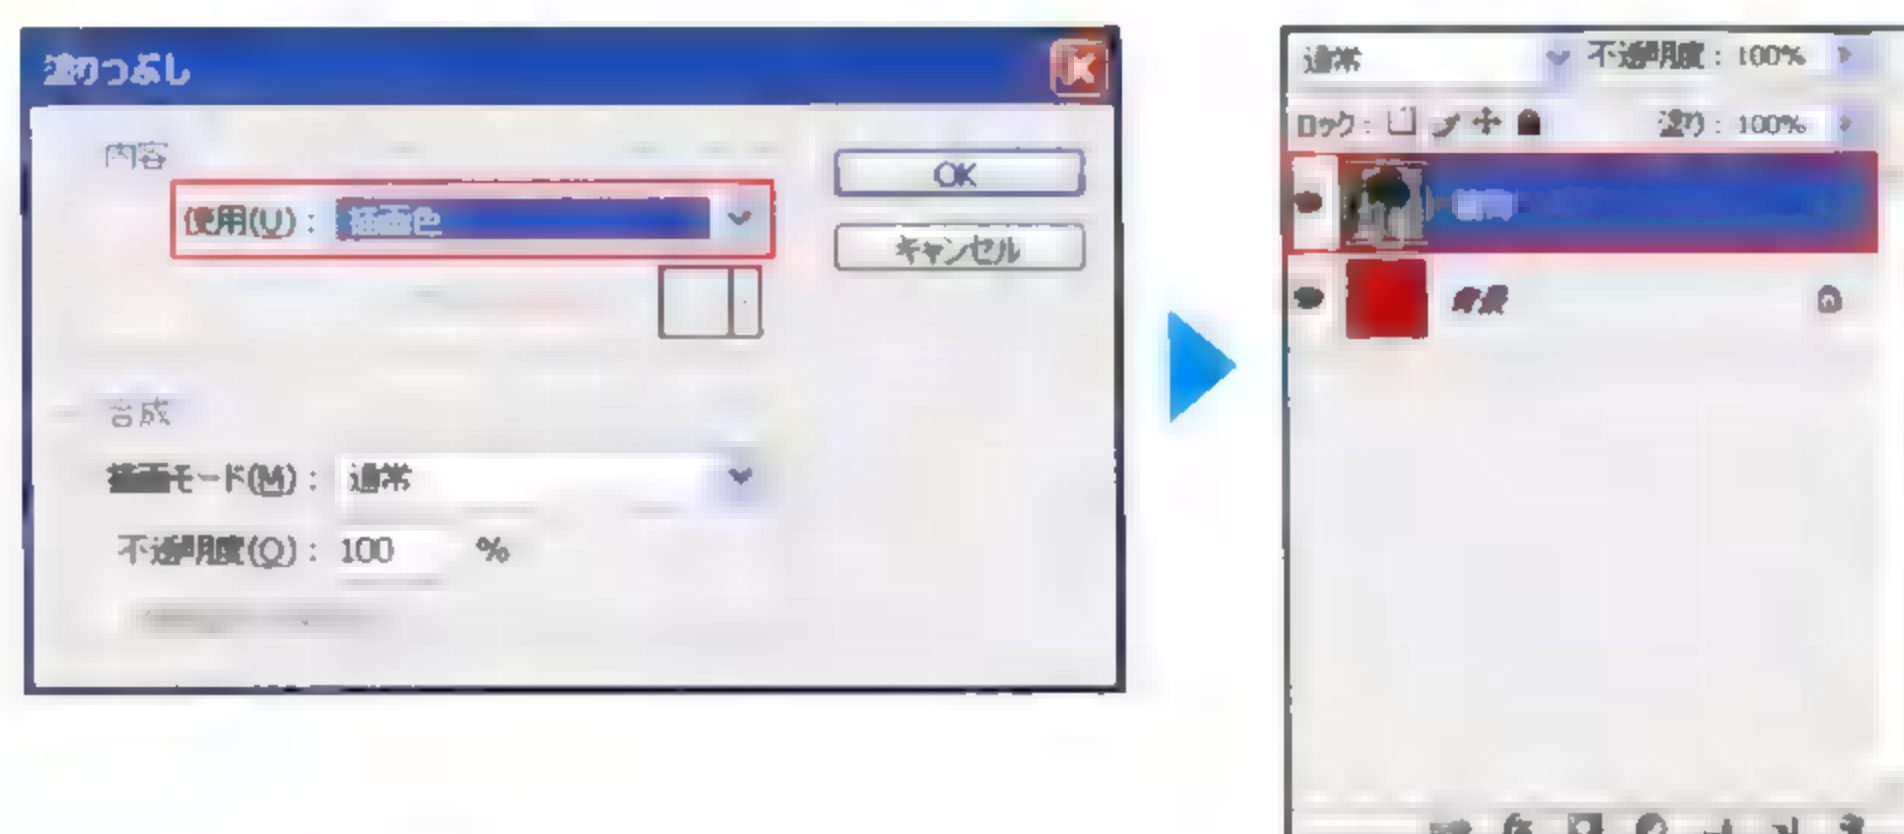 塗りつぶし
内容
使用(U)： 描画色
OK
キャンセル
合成
描画モード(M)： 通常
不透明度(O)： 100 %
通常 不透明度： 100%
ロック： 塗り： 100%
背景
fx